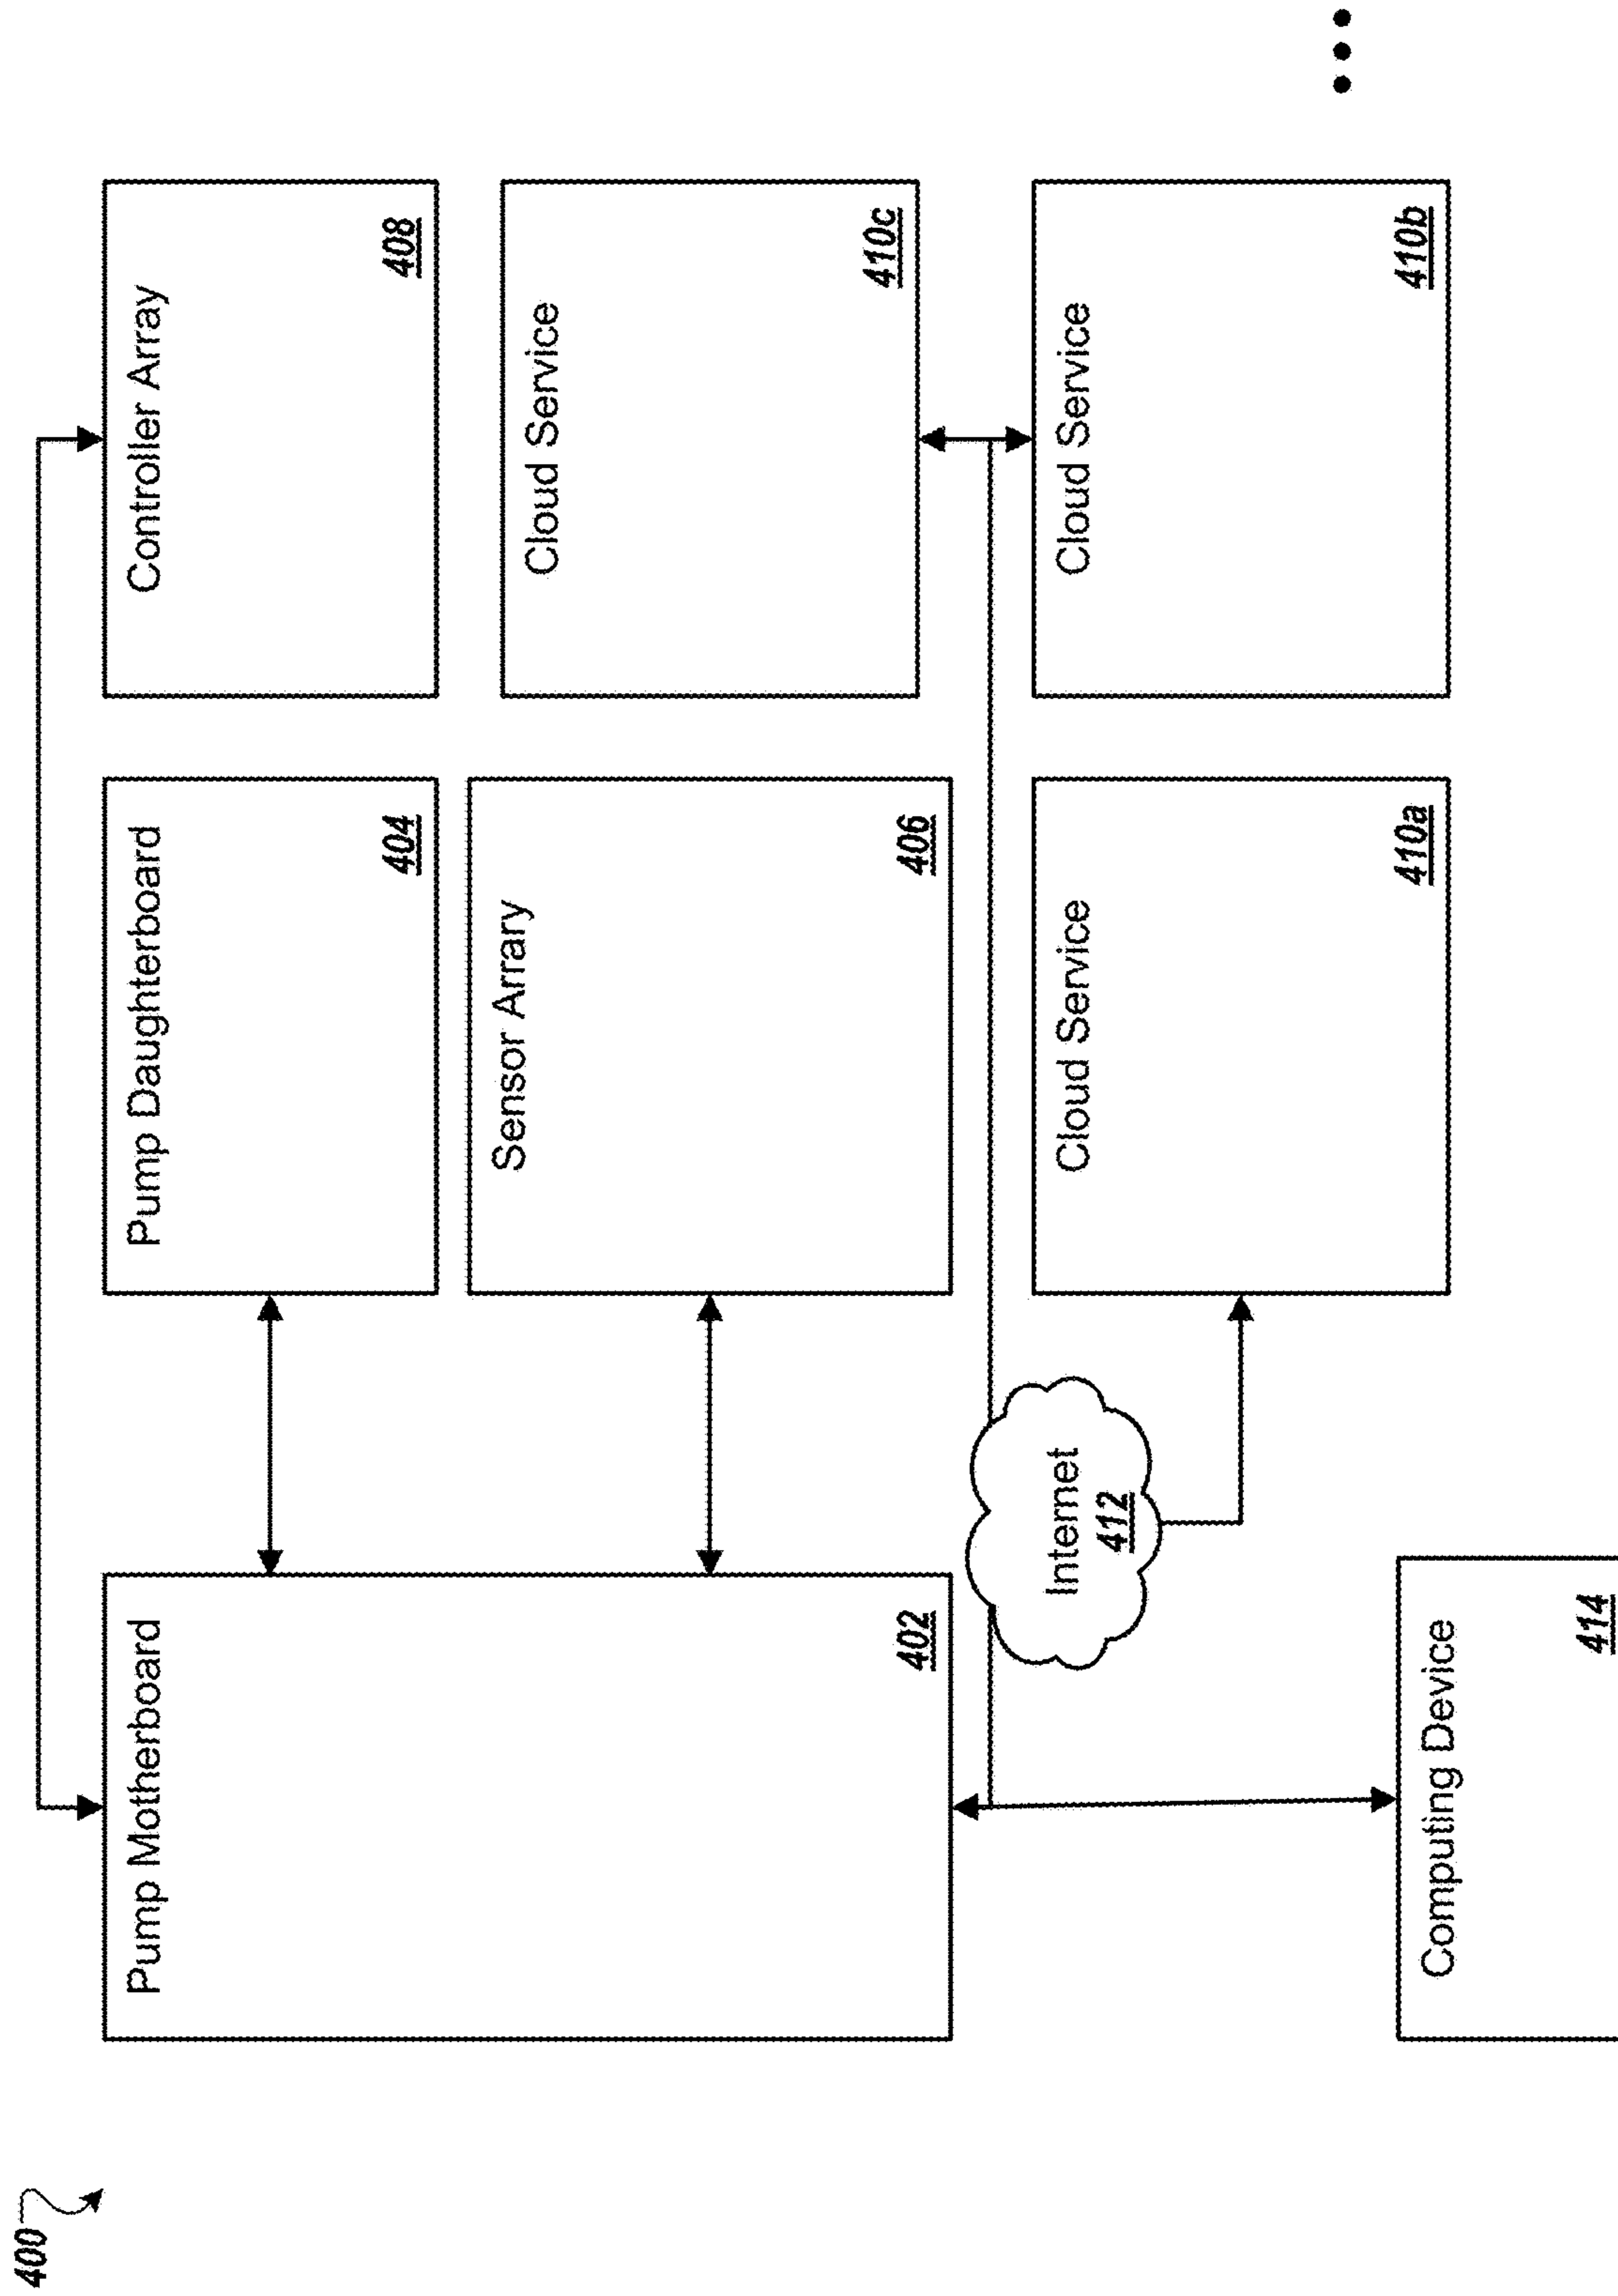 400
Pump Motherboard
402
Pump Daughterboard
404
Controller Array
408
Sensor Arrary
406
Cloud Service
410c
Internet
412
Cloud Service
410a
Cloud Service
410b
Computing Device
414